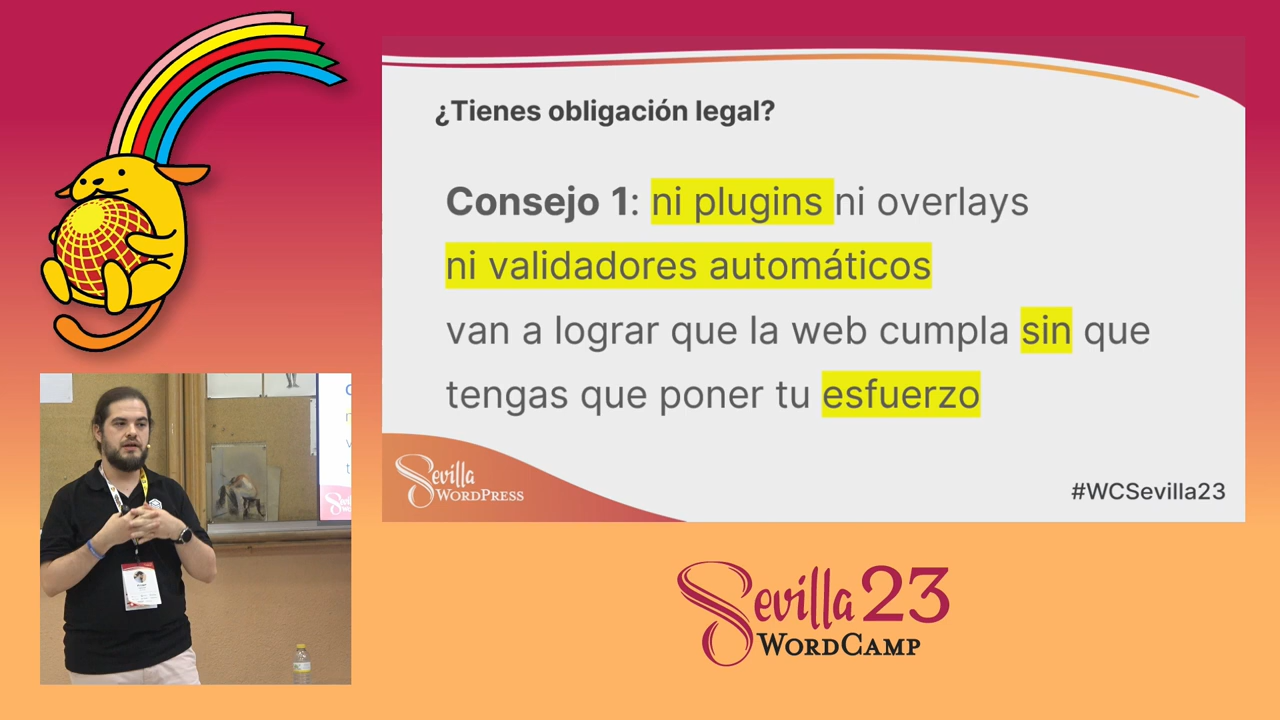 ¿Tienes obligación legal?
Consejo 1: ni plugins ni overlays
ni validadores automáticos
van a lograr que la web cumpla sin que
tengas que poner tu esfuerzo
Sevilla
WORDPRESS
#WCSevilla23
Sevilla 23
WORDCAMP